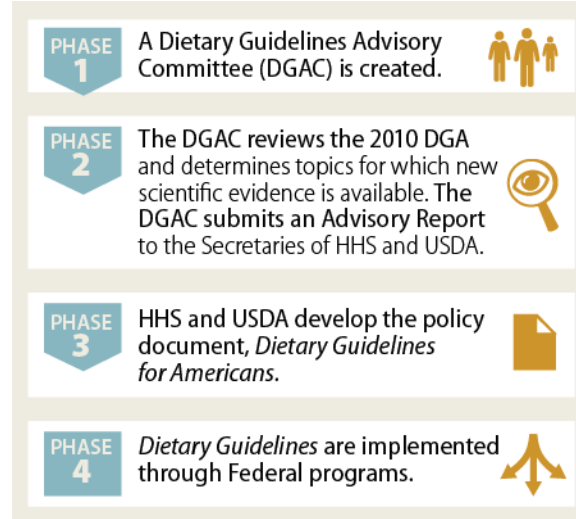 PHASE
1
A Dietary Guidelines Advisory
Committee (DGAC) is created.
PHASE
2
The DGAC reviews the 2010 DGA
and determines topics for which new
scientific evidence is available. The
DGAC submits an Advisory Report
to the Secretaries of HHS and USDA.
PHASE
3
HHS and USDA develop the policy
document, Dietary Guidelines
for Americans.
PHASE
4
Dietary Guidelines are implemented
through Federal programs.